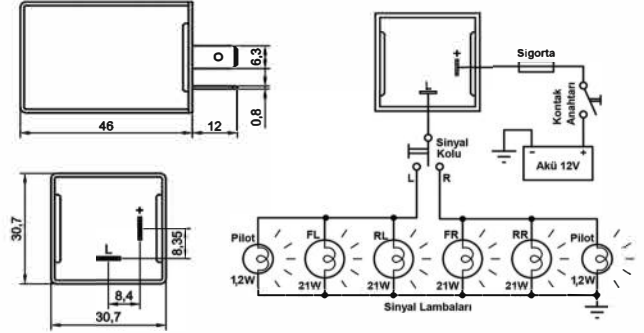 6,3
0,8
46
12
30,7
+
L
8,35
8,4
30,7
+
L
Sigorta
Kontak
Anahtarı
- +
Akü 12V
Sinyal
Kolu
L R
Pilot FL RL FR RR Pilot
1,2W 21W 21W 21W 21W 1,2W
Sinyal Lambaları